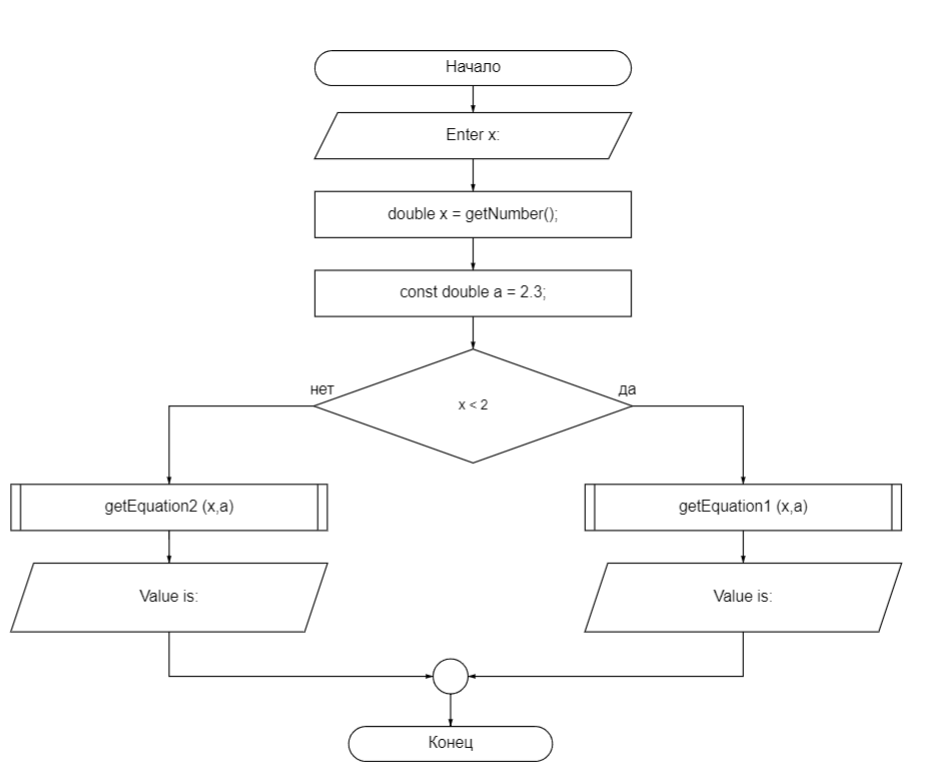 Начало
Enter x:
double x = getNumber();
const double a = 2.3;
нет
да
x < 2
getEquation2 (x,a)
getEquation1 (x,a)
Value is:
Value is:
Конец